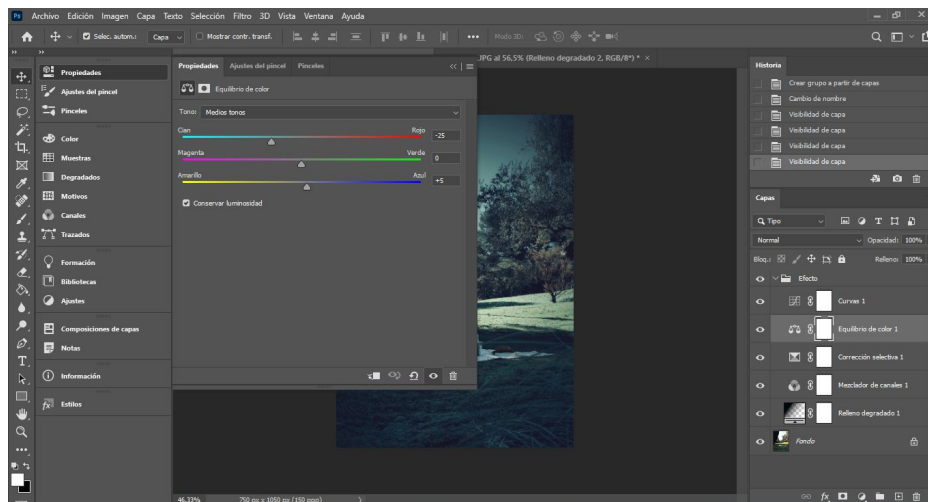 Ps Archivo Edición Imagen Capa Texto Selección Filtro 3D Vista Ventana Ayuda
Selec. autom.: Capa Mostrar contr. transf. Modo 3D:
.JPG al 56,5% (Relleno degradado 2, RGB/8*) * ×
Propiedades
Ajustes del pincel
Pinceles
Color
Muestras
Degradados
Motivos
Canales
Trazados
Formación
Bibliotecas
Ajustes
Composiciones de capas
Notas
Información
Estilos
Propiedades Ajustes del pincel Pinceles
Equilibrio de color
Tono: Medios tonos
Cian Rojo -25
Magenta Verde 0
Amarillo Azul +5
Conservar luminosidad
46,33% 750 px x 1050 px (150 ppp)
Historia
Crear grupo a partir de capas
Cambio de nombre
Visibilidad de capa
Visibilidad de capa
Visibilidad de capa
Visibilidad de capa
Capas
Tipo
Normal Opacidad: 100%
Bloq.: Relleno: 100%
Efecto
Curvas 1
Equilibrio de color 1
Corrección selectiva 1
Mezclador de canales 1
Relleno degradado 1
Fondo
fx